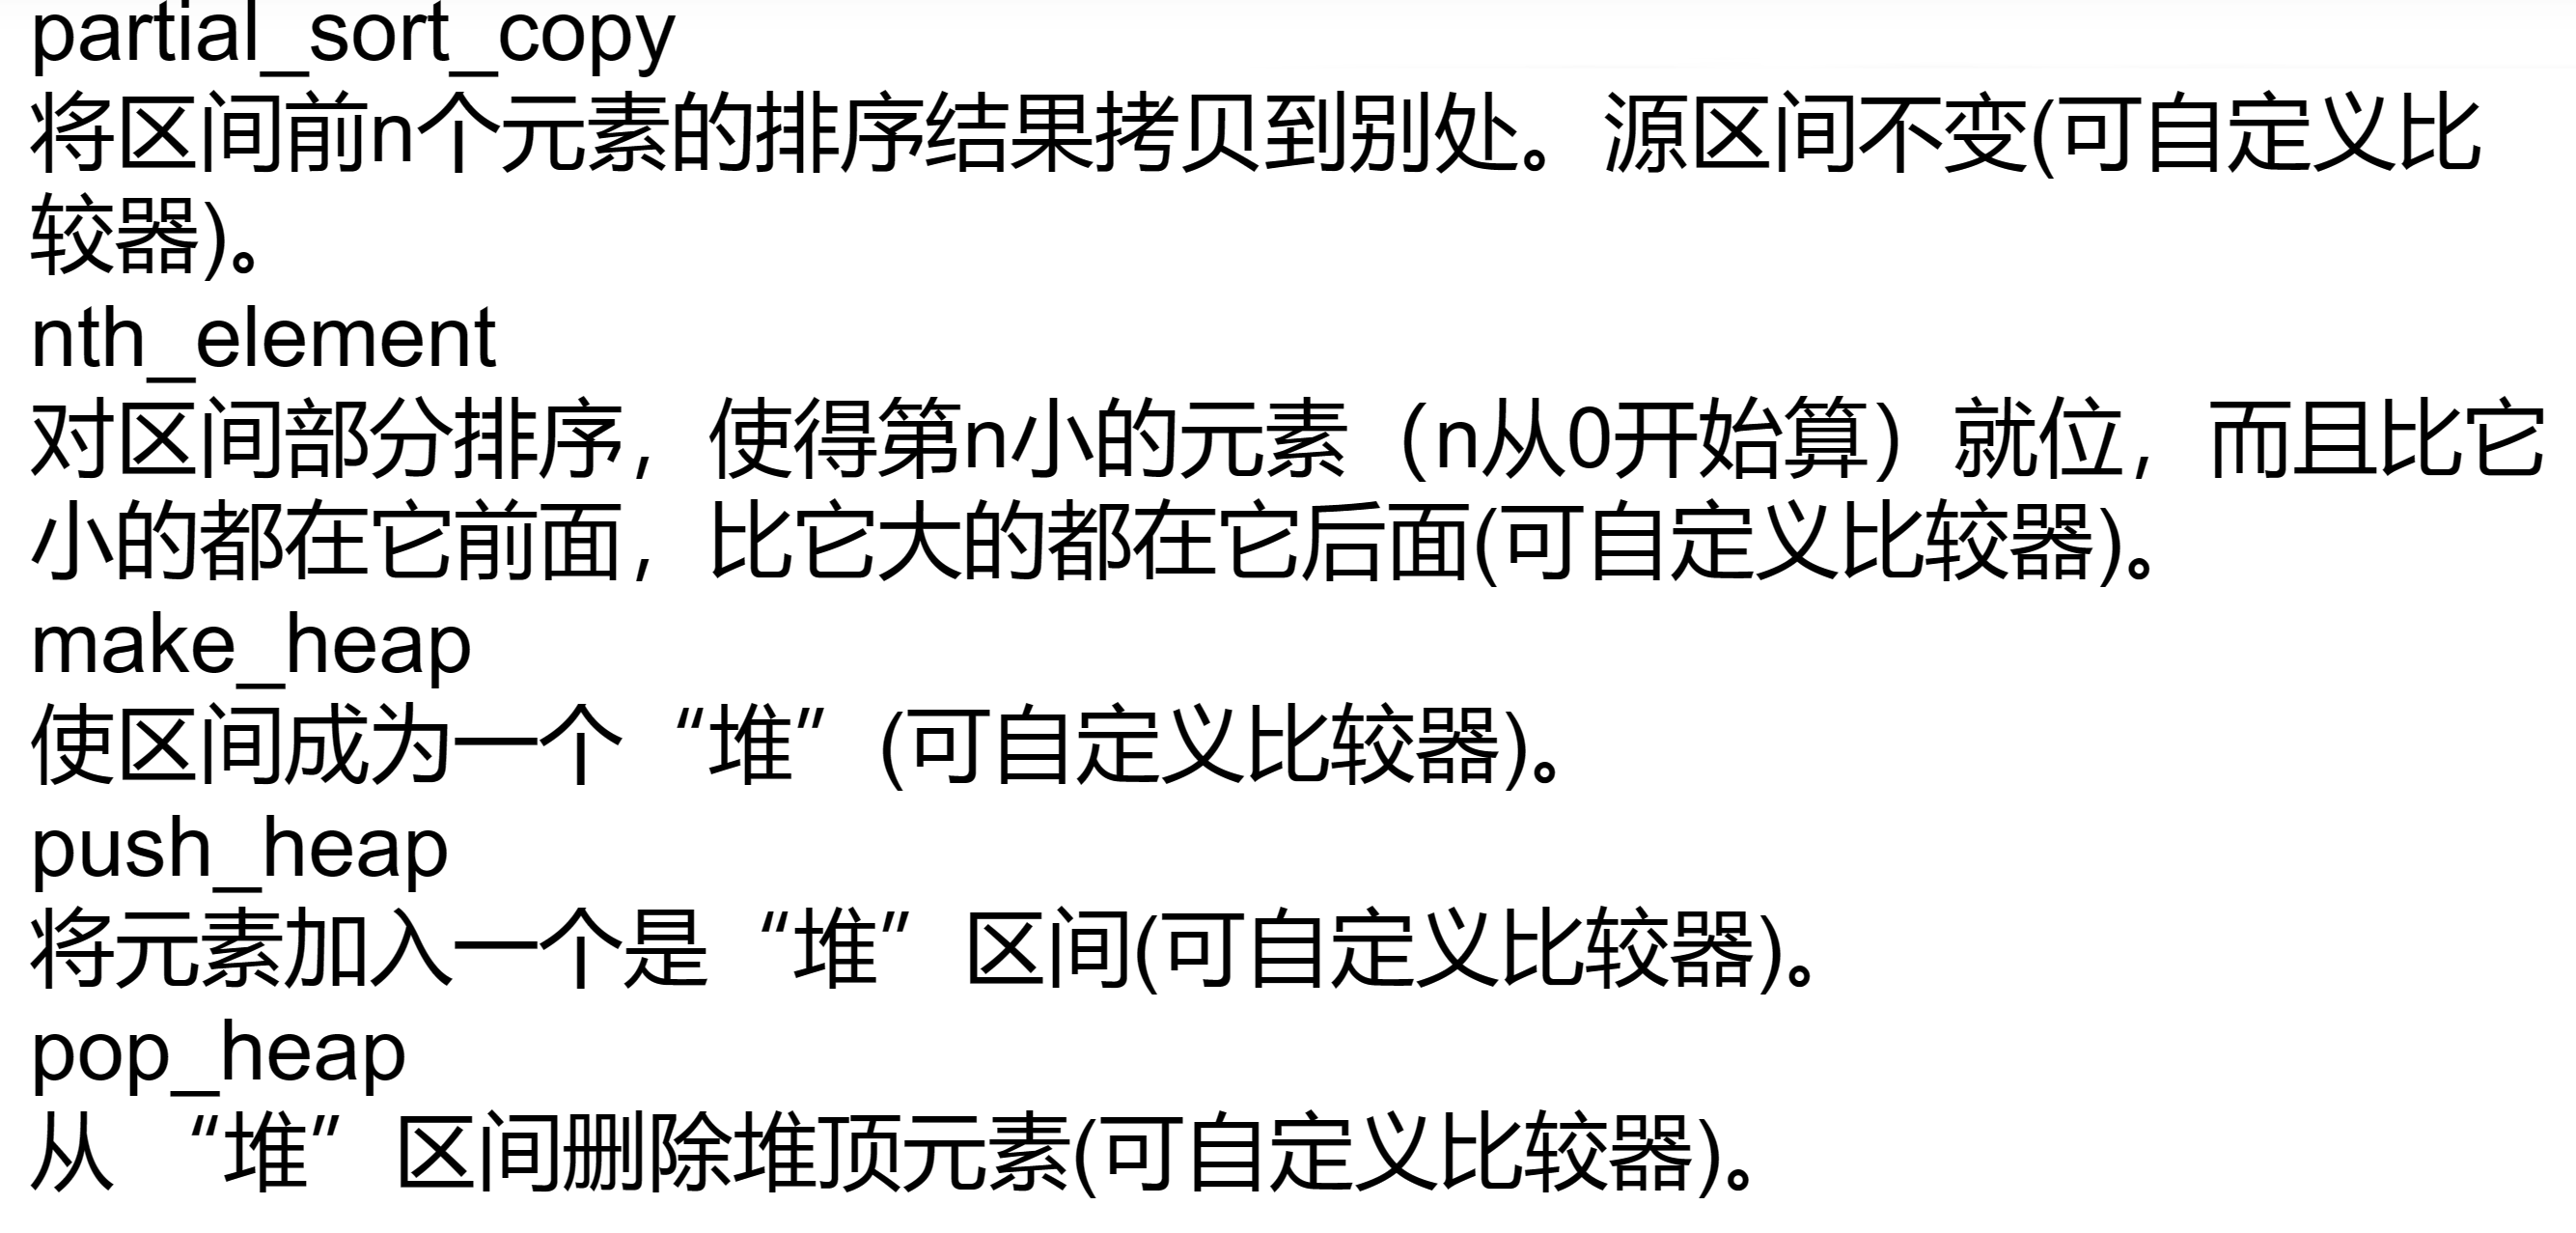 partial_sort_copy
将区间前n个元素的排序结果拷贝到别处。源区间不变(可自定义比
较器)。
nth_element
对区间部分排序，使得第n小的元素（n从0开始算）就位，而且比它
小的都在它前面，比它大的都在它后面(可自定义比较器)。
make_heap
使区间成为一个“堆”(可自定义比较器)。
push_heap
将元素加入一个是“堆”区间(可自定义比较器)。
pop_heap
从 “堆”区间删除堆顶元素(可自定义比较器)。